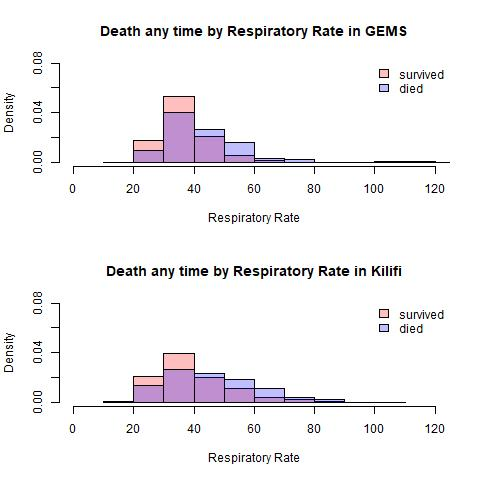 Death any time by Respiratory Rate in GEMS
survived
died
0.08
0.04
0.00
Density
0 20 40 60 80 100 120
Respiratory Rate
Death any time by Respiratory Rate in Kilifi
survived
died
0.08
0.04
0.00
Density
0 20 40 60 80 100 120
Respiratory Rate